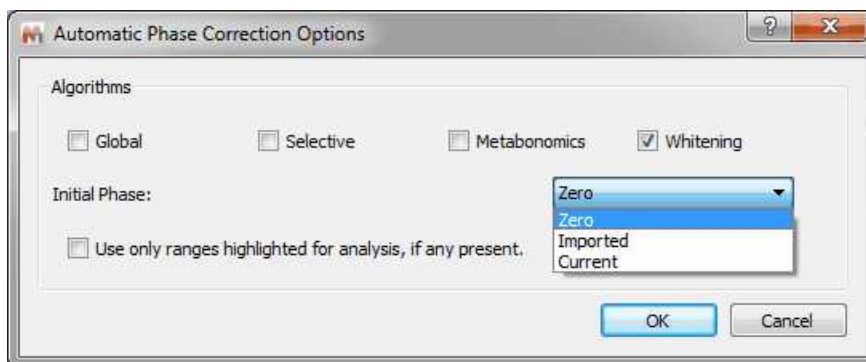 Automatic Phase Correction Options
Algorithms
Global Selective Metabonomics Whitening
Initial Phase: Zero
Zero
Imported
Use only ranges highlighted for analysis, if any present.
Current
OK Cancel